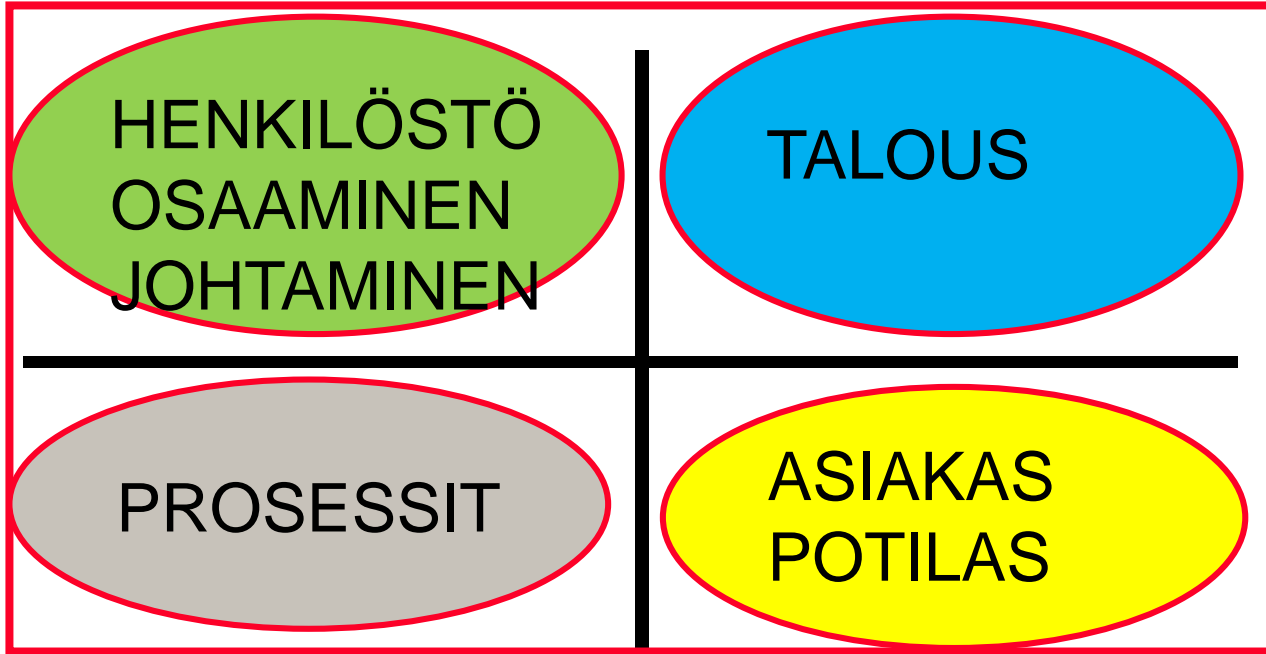 HENKILÖSTÖ
OSAAMINEN
JOHTAMINEN
TALOUS
PROSESSIT
ASIAKAS
POTILAS